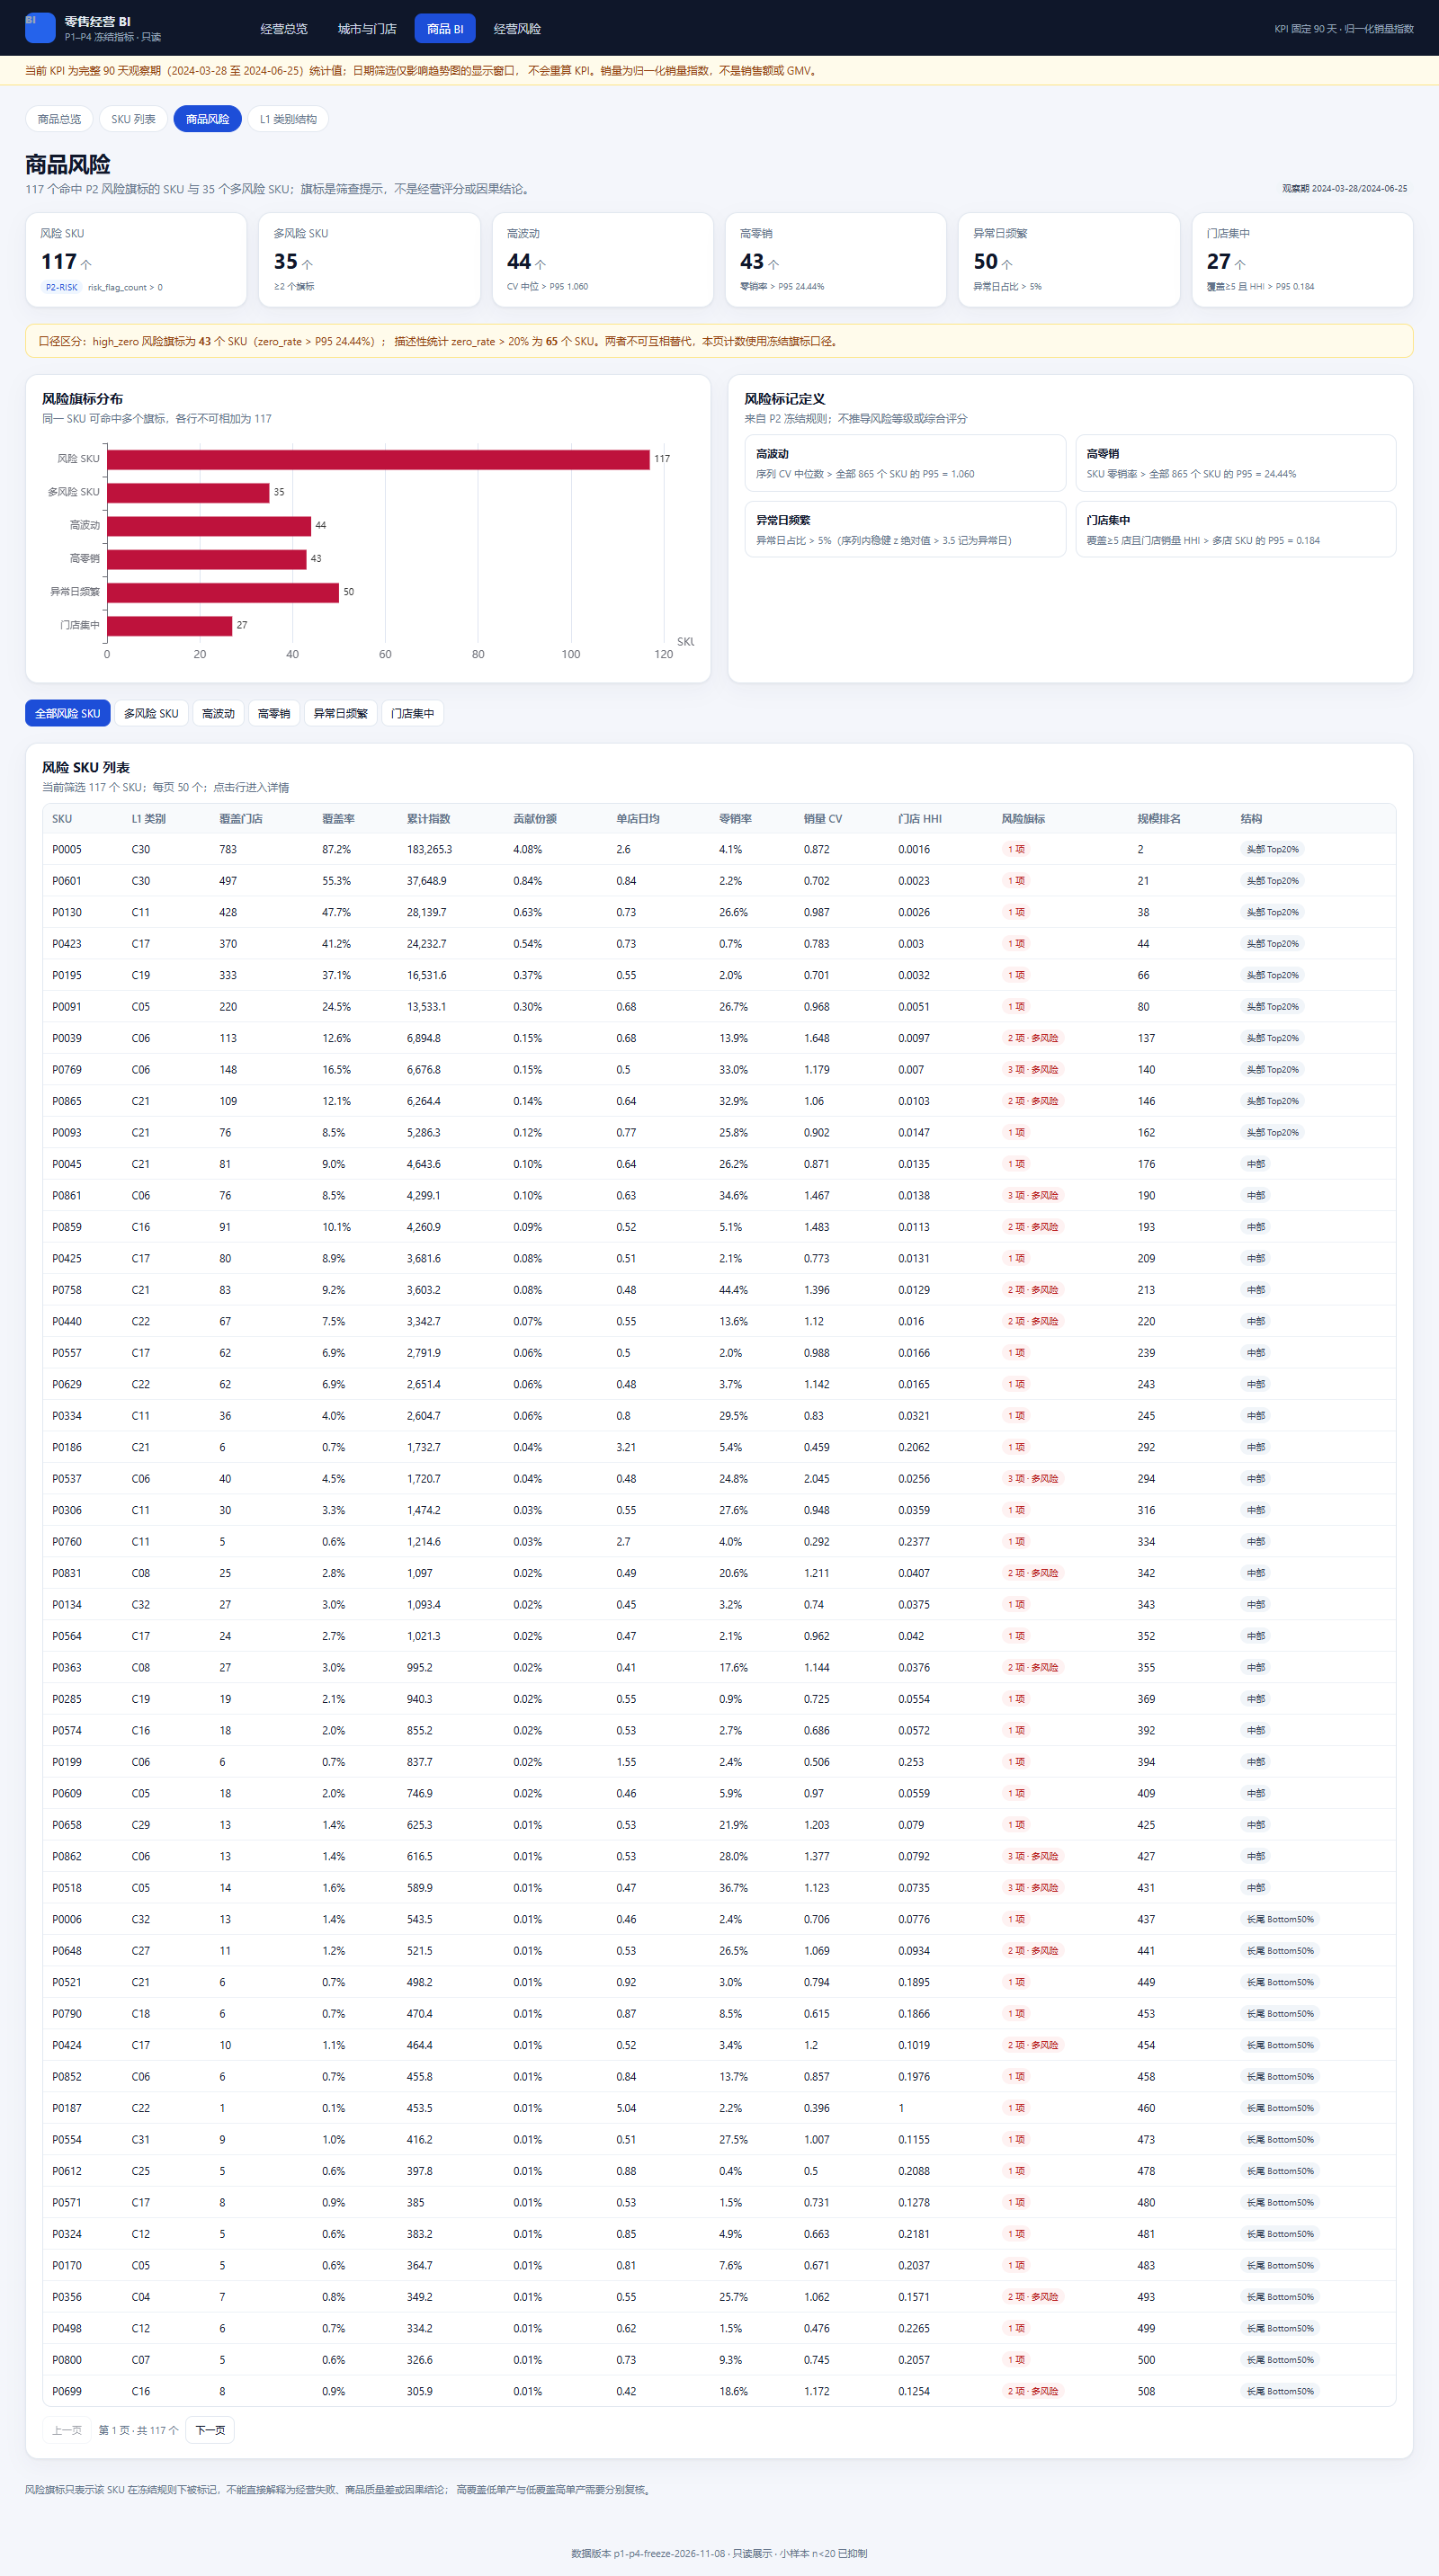 BI 零售经营 BI
P1–P4 冻结指标 · 只读
经营总览 城市与门店 商品 BI 经营风险
KPI 固定 90 天 · 归一化销量指数
当前 KPI 为完整 90 天观察期（2024-03-28 至 2024-06-25）统计值；日期筛选仅影响趋势图的显示窗口， 不会重算 KPI。销量为归一化销量指数，不是销售额或 GMV。
商品总览 SKU 列表 商品风险 L1 类别结构
商品风险
117 个命中 P2 风险旗标的 SKU 与 35 个多风险 SKU；旗标是筛查提示，不是经营评分或因果结论。
观察期 2024-03-28/2024-06-25
风险 SKU
117 个
P2-RISK risk_flag_count > 0
多风险 SKU
35 个
≥2 个旗标
高波动
44 个
CV 中位 > P95 1.060
高零销
43 个
零销率 > P95 24.44%
异常日频繁
50 个
异常日占比 > 5%
门店集中
27 个
覆盖≥5 且 HHI > P95 0.184
口径区分：high_zero 风险旗标为 43 个 SKU（zero_rate > P95 24.44%）； 描述性统计 zero_rate > 20% 为 65 个 SKU。两者不可互相替代，本页计数使用冻结旗标口径。
风险旗标分布
同一 SKU 可命中多个旗标，各行不可相加为 117
风险 SKU 117
多风险 SKU 35
高波动 44
高零销 43
异常日频繁 50
门店集中 27
SKU
0 20 40 60 80 100 120
风险标记定义
来自 P2 冻结规则；不推导风险等级或综合评分
高波动
序列 CV 中位数 > 全部 865 个 SKU 的 P95 = 1.060
高零销
SKU 零销率 > 全部 865 个 SKU 的 P95 = 24.44%
异常日频繁
异常日占比 > 5%（序列内稳健 z 绝对值 > 3.5 记为异常日）
门店集中
覆盖≥5 店且门店销量 HHI > 多店 SKU 的 P95 = 0.184
全部风险 SKU 多风险 SKU 高波动 高零销 异常日频繁 门店集中
风险 SKU 列表
当前筛选 117 个 SKU；每页 50 个；点击行进入详情
SKU L1 类别 覆盖门店 覆盖率 累计指数 贡献份额 单店日均 零销率 销量 CV 门店 HHI 风险旗标 规模排名 结构
P0005 C30 783 87.2% 183,265.3 4.08% 2.6 4.1% 0.872 0.0016 1 项 2 头部 Top20%
P0601 C30 497 55.3% 37,648.9 0.84% 0.84 2.2% 0.702 0.0023 1 项 21 头部 Top20%
P0130 C11 428 47.7% 28,139.7 0.63% 0.73 26.6% 0.987 0.0026 1 项 38 头部 Top20%
P0423 C17 370 41.2% 24,232.7 0.54% 0.73 0.7% 0.783 0.003 1 项 44 头部 Top20%
P0195 C19 333 37.1% 16,531.6 0.37% 0.55 2.0% 0.701 0.0032 1 项 66 头部 Top20%
P0091 C05 220 24.5% 13,533.1 0.30% 0.68 26.7% 0.968 0.0051 1 项 80 头部 Top20%
P0039 C06 113 12.6% 6,894.8 0.15% 0.68 13.9% 1.648 0.0097 2 项 · 多风险 137 头部 Top20%
P0769 C06 148 16.5% 6,676.8 0.15% 0.5 33.0% 1.179 0.007 3 项 · 多风险 140 头部 Top20%
P0865 C21 109 12.1% 6,264.4 0.14% 0.64 32.9% 1.06 0.0103 2 项 · 多风险 146 头部 Top20%
P0093 C21 76 8.5% 5,286.3 0.12% 0.77 25.8% 0.902 0.0147 1 项 162 头部 Top20%
P0045 C21 81 9.0% 4,643.6 0.10% 0.64 26.2% 0.871 0.0135 1 项 176 中部
P0861 C06 76 8.5% 4,299.1 0.10% 0.63 34.6% 1.467 0.0138 3 项 · 多风险 190 中部
P0859 C16 91 10.1% 4,260.9 0.09% 0.52 5.1% 1.483 0.0113 2 项 · 多风险 193 中部
P0425 C17 80 8.9% 3,681.6 0.08% 0.51 2.1% 0.773 0.0131 1 项 209 中部
P0758 C21 83 9.2% 3,603.2 0.08% 0.48 44.4% 1.396 0.0129 2 项 · 多风险 213 中部
P0440 C22 67 7.5% 3,342.7 0.07% 0.55 13.6% 1.12 0.016 2 项 · 多风险 220 中部
P0557 C17 62 6.9% 2,791.9 0.06% 0.5 2.0% 0.988 0.0166 1 项 239 中部
P0629 C22 62 6.9% 2,651.4 0.06% 0.48 3.7% 1.142 0.0165 1 项 243 中部
P0334 C11 36 4.0% 2,604.7 0.06% 0.8 29.5% 0.83 0.0321 1 项 245 中部
P0186 C21 6 0.7% 1,732.7 0.04% 3.21 5.4% 0.459 0.2062 1 项 292 中部
P0537 C06 40 4.5% 1,720.7 0.04% 0.48 24.8% 2.045 0.0256 3 项 · 多风险 294 中部
P0306 C11 30 3.3% 1,474.2 0.03% 0.55 27.6% 0.948 0.0359 1 项 316 中部
P0760 C11 5 0.6% 1,214.6 0.03% 2.7 4.0% 0.292 0.2377 1 项 334 中部
P0831 C08 25 2.8% 1,097 0.02% 0.49 20.6% 1.211 0.0407 2 项 · 多风险 342 中部
P0134 C32 27 3.0% 1,093.4 0.02% 0.45 3.2% 0.74 0.0375 1 项 343 中部
P0564 C17 24 2.7% 1,021.3 0.02% 0.47 2.1% 0.962 0.042 1 项 352 中部
P0363 C08 27 3.0% 995.2 0.02% 0.41 17.6% 1.144 0.0376 2 项 · 多风险 355 中部
P0285 C19 19 2.1% 940.3 0.02% 0.55 0.9% 0.725 0.0554 1 项 369 中部
P0574 C16 18 2.0% 855.2 0.02% 0.53 2.7% 0.686 0.0572 1 项 392 中部
P0199 C06 6 0.7% 837.7 0.02% 1.55 2.4% 0.506 0.253 1 项 394 中部
P0609 C05 18 2.0% 746.9 0.02% 0.46 5.9% 0.97 0.0559 1 项 409 中部
P0658 C29 13 1.4% 625.3 0.01% 0.53 21.9% 1.203 0.079 1 项 425 中部
P0862 C06 13 1.4% 616.5 0.01% 0.53 28.0% 1.377 0.0792 3 项 · 多风险 427 中部
P0518 C05 14 1.6% 589.9 0.01% 0.47 36.7% 1.123 0.0735 3 项 · 多风险 431 中部
P0006 C32 13 1.4% 543.5 0.01% 0.46 2.4% 0.706 0.0776 1 项 437 长尾 Bottom50%
P0648 C27 11 1.2% 521.5 0.01% 0.53 26.5% 1.069 0.0934 2 项 · 多风险 441 长尾 Bottom50%
P0521 C21 6 0.7% 498.2 0.01% 0.92 3.0% 0.794 0.1895 1 项 449 长尾 Bottom50%
P0790 C18 6 0.7% 470.4 0.01% 0.87 8.5% 0.615 0.1866 1 项 453 长尾 Bottom50%
P0424 C17 10 1.1% 464.4 0.01% 0.52 3.4% 1.2 0.1019 2 项 · 多风险 454 长尾 Bottom50%
P0852 C06 6 0.7% 455.8 0.01% 0.84 13.7% 0.857 0.1976 1 项 458 长尾 Bottom50%
P0187 C22 1 0.1% 453.5 0.01% 5.04 2.2% 0.396 1 1 项 460 长尾 Bottom50%
P0554 C31 9 1.0% 416.2 0.01% 0.51 27.5% 1.007 0.1155 1 项 473 长尾 Bottom50%
P0612 C25 5 0.6% 397.8 0.01% 0.88 0.4% 0.5 0.2088 1 项 478 长尾 Bottom50%
P0571 C17 8 0.9% 385 0.01% 0.53 1.5% 0.731 0.1278 1 项 480 长尾 Bottom50%
P0324 C12 5 0.6% 383.2 0.01% 0.85 4.9% 0.663 0.2181 1 项 481 长尾 Bottom50%
P0170 C05 5 0.6% 364.7 0.01% 0.81 7.6% 0.671 0.2037 1 项 483 长尾 Bottom50%
P0356 C04 7 0.8% 349.2 0.01% 0.55 25.7% 1.062 0.1571 2 项 · 多风险 493 长尾 Bottom50%
P0498 C12 6 0.7% 334.2 0.01% 0.62 1.5% 0.476 0.2265 1 项 499 长尾 Bottom50%
P0800 C07 5 0.6% 326.6 0.01% 0.73 9.3% 0.745 0.2057 1 项 500 长尾 Bottom50%
P0699 C16 8 0.9% 305.9 0.01% 0.42 18.6% 1.172 0.1254 2 项 · 多风险 508 长尾 Bottom50%
上一页 第 1 页 · 共 117 个 下一页
风险旗标只表示该 SKU 在冻结规则下被标记，不能直接解释为经营失败、商品质量差或因果结论； 高覆盖低单产与低覆盖高单产需要分别复核。
数据版本 p1-p4-freeze-2026-11-08 · 只读展示 · 小样本 n<20 已抑制